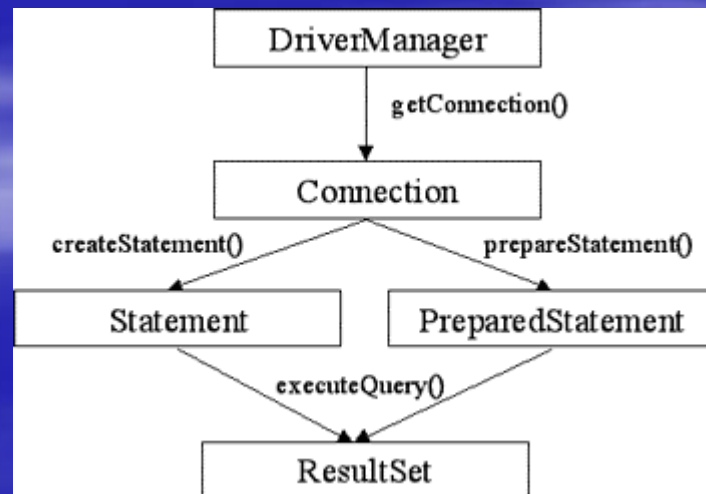 DriverManager
getConnection()
Connection
createStatement()
prepareStatement()
Statement
PreparedStatement
executeQuery()
ResultSet